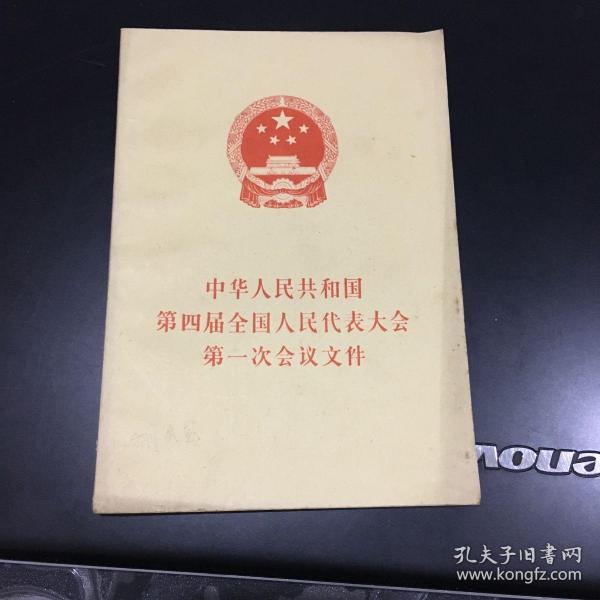 中华人民共和国
第四届全国人民代表大会
第一次会议文件
enov
孔夫子旧书网
www.kongfz.com